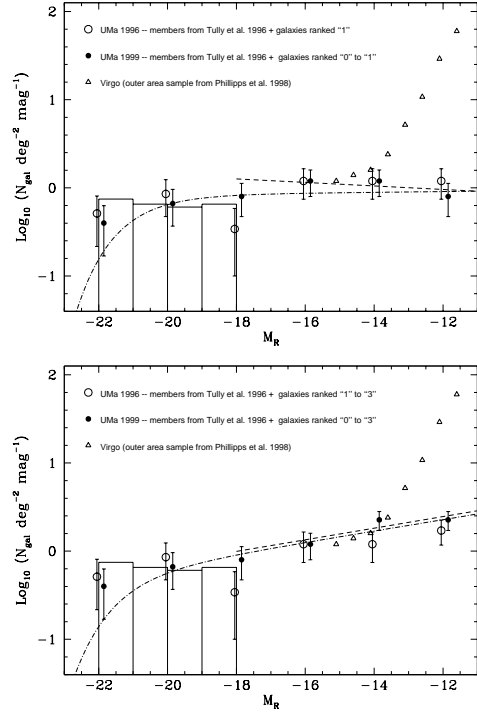 UMa 1996 -- members from Tully et al. 1996 + galaxies ranked "1"
UMa 1999 -- members from Tully et al. 1996 + galaxies ranked "0" to "1"
Virgo (outer area sample from Phillipps et al. 1998)
Log10 (Ngal deg-2 mag-1)
2
1
0
-1
-22 -20 -18 -16 -14 -12
MR
UMa 1996 -- members from Tully et al. 1996 + galaxies ranked "1" to "3"
UMa 1999 -- members from Tully et al. 1996 + galaxies ranked "0" to "3"
Virgo (outer area sample from Phillipps et al. 1998)
Log10 (Ngal deg-2 mag-1)
2
1
0
-1
-22 -20 -18 -16 -14 -12
MR